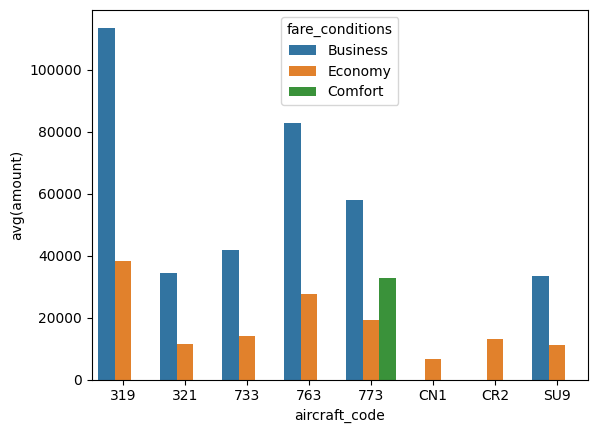 fare_conditions
Business
Economy
Comfort
100000
80000
60000
40000
20000
0
avg(amount)
319 321 733 763 773 CN1 CR2 SU9
aircraft_code